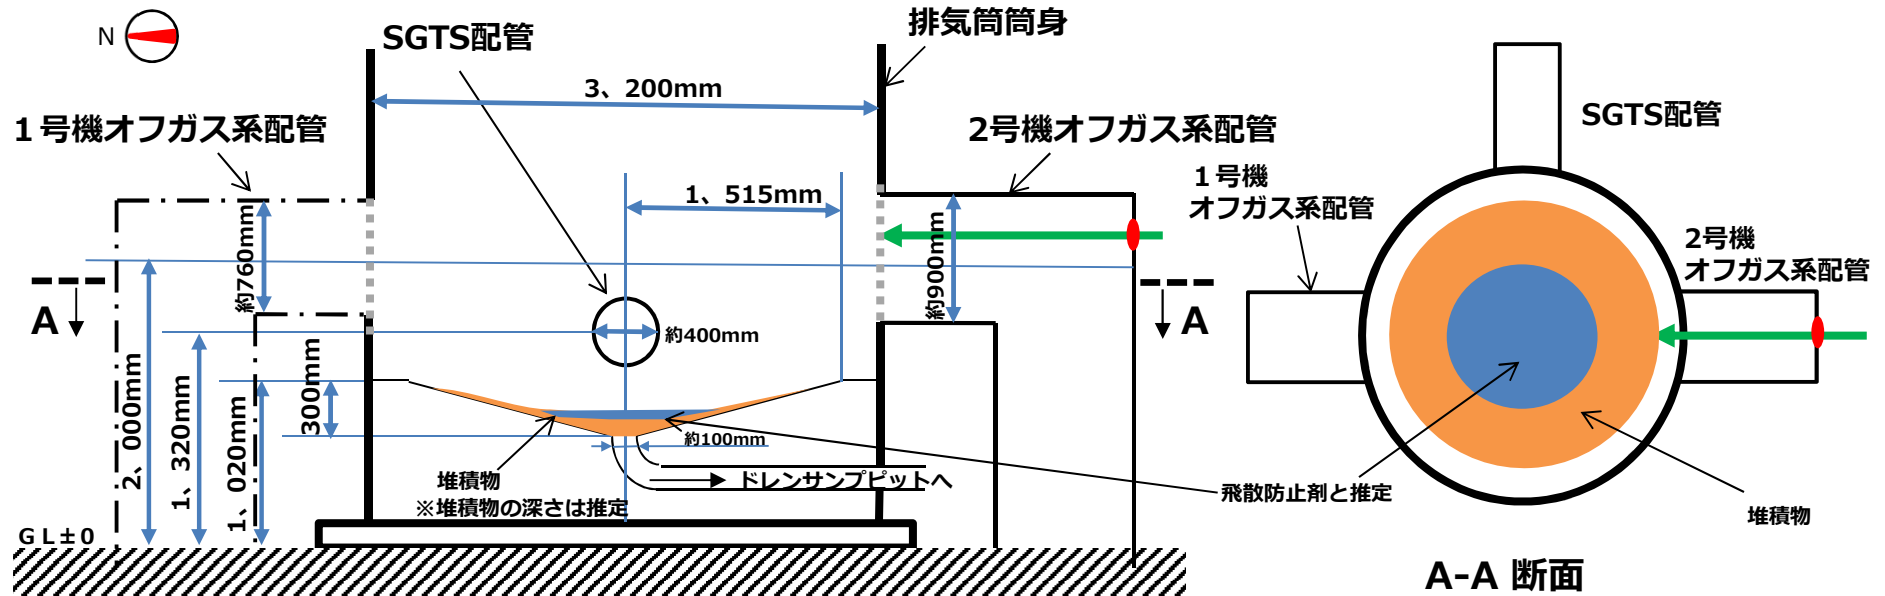 N
SGTS配管
排気筒筒身
3、200mm
１号機オフガス系配管
2号機オフガス系配管
1、515mm
約760mm
約900mm
A
A
約400mm
2、000mm
1、320mm
1、020mm
300mm
約100mm
堆積物
※堆積物の深さは推定
ドレンサンプピットへ
ＧＬ±0
SGTS配管
１号機
オフガス系配管
2号機
オフガス系配管
飛散防止剤と推定
堆積物
A-A 断面